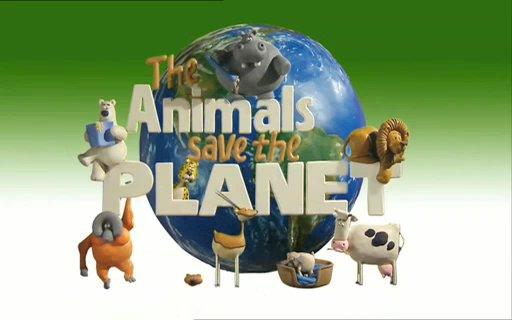 The
Animals
save the
PLANET